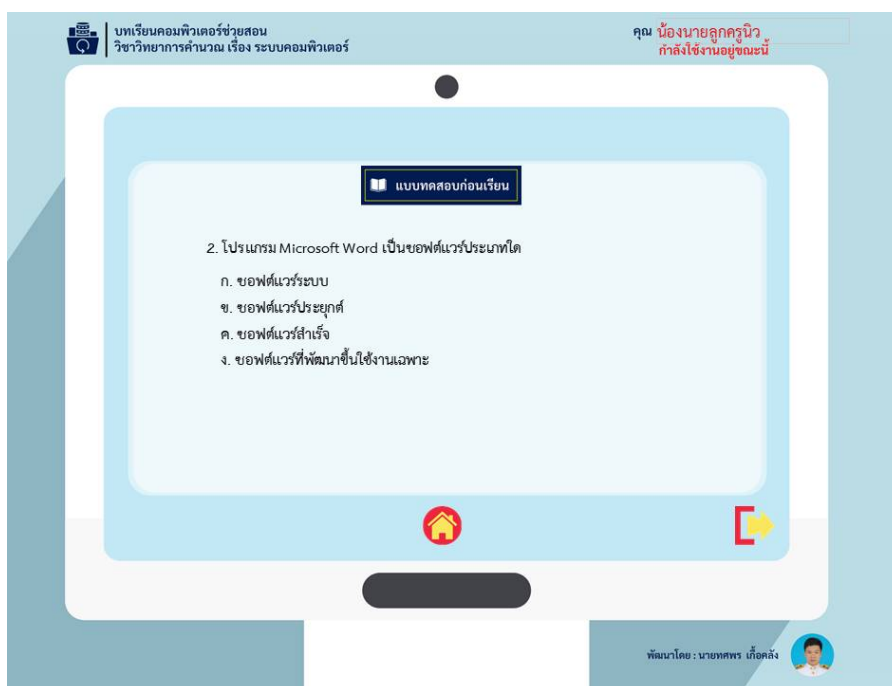 บทเรียนคอมพิวเตอร์ช่วยสอน
วิชาวิทยาการคำนวณ เรื่อง ระบบคอมพิวเตอร์
คุณ น้องนายลูกครูนิว
กำลังใช้งานอยู่ขณะนี้
แบบทดสอบก่อนเรียน
2. โปรแกรม Microsoft Word เป็นซอฟต์แวร์ประเภทใด
ก. ซอฟต์แวร์ระบบ
ข. ซอฟต์แวร์ประยุกต์
ค. ซอฟต์แวร์สำเร็จ
ง. ซอฟต์แวร์ที่พัฒนาขึ้นใช้งานเฉพาะ
พัฒนาโดย : นายทศพร เกื้อคลัง